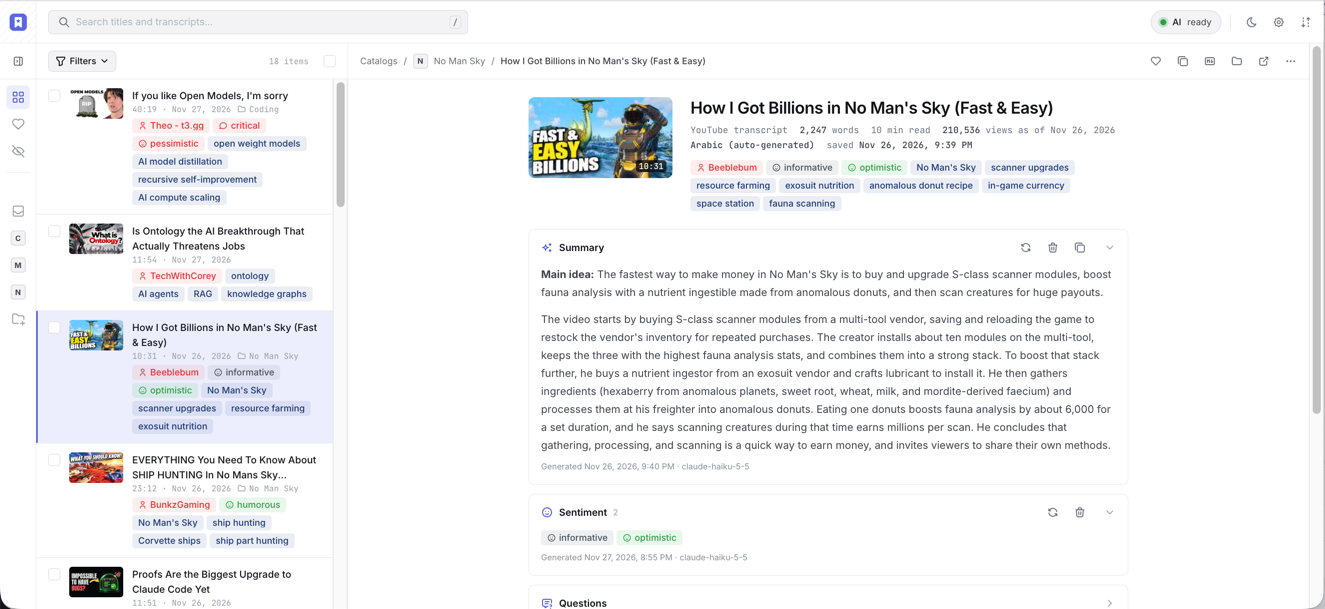 Search titles and transcripts...
/
AI ready
Filters
18 items
Catalogs / N No Man Sky / How I Got Billions in No Man's Sky (Fast & Easy)
C
M
N
OPEN MODELS
RIP
If you like Open Models, I'm sorry
40:19 · Nov 27, 2026 Coding
Theo - t3.gg
critical
pessimistic
open weight models
AI model distillation
recursive self-improvement
AI compute scaling
What is Ontology?
Is Ontology the AI Breakthrough That
Actually Threatens Jobs
11:54 · Nov 27, 2026
TechWithCorey
ontology
AI agents
RAG
knowledge graphs
FAST &
EASY
BILLIONS
How I Got Billions in No Man's Sky (Fast
& Easy)
10:31 · Nov 26, 2026 No Man Sky
Beeblebum
informative
optimistic
No Man's Sky
scanner upgrades
resource farming
exosuit nutrition
WHAT YOU SHOULD KNOW!
EVERYTHING You Need To Know About
SHIP HUNTING In No Mans Sky...
23:12 · Nov 26, 2026 No Man Sky
BunkzGaming
humorous
No Man's Sky
ship hunting
Corvette ships
ship part hunting
IMPOSSIBLE
TO HAVE
BUGS?
Proofs Are the Biggest Upgrade to
Claude Code Yet
11:51 · Nov 26, 2026
FAST &
EASY
BILLIONS
10:31
How I Got Billions in No Man's Sky (Fast & Easy)
YouTube transcript 2,247 words 10 min read 210,536 views as of Nov 26, 2026
Arabic (auto-generated) saved Nov 26, 2026, 9:39 PM
Beeblebum
informative
optimistic
No Man's Sky
scanner upgrades
resource farming
exosuit nutrition
anomalous donut recipe
in-game currency
space station
fauna scanning
Summary
Main idea: The fastest way to make money in No Man's Sky is to buy and upgrade S-class scanner modules, boost
fauna analysis with a nutrient ingestible made from anomalous donuts, and then scan creatures for huge payouts.
The video starts by buying S-class scanner modules from a multi-tool vendor, saving and reloading the game to
restock the vendor's inventory for repeated purchases. The creator installs about ten modules on the multi-tool,
keeps the three with the highest fauna analysis stats, and combines them into a strong stack. To boost that stack
further, he buys a nutrient ingestor from an exosuit vendor and crafts lubricant to install it. He then gathers
ingredients (hexaberry from anomalous planets, sweet root, wheat, milk, and mordite-derived faecium) and
processes them at his freighter into anomalous donuts. Eating one donuts boosts fauna analysis by about 6,000 for
a set duration, and he says scanning creatures during that time earns millions per scan. He concludes that
gathering, processing, and scanning is a quick way to earn money, and invites viewers to share their own methods.
Generated Nov 26, 2026, 9:40 PM · claude-haiku-5-5
Sentiment 2
informative
optimistic
Generated Nov 27, 2026, 8:55 PM · claude-haiku-5-5
Questions